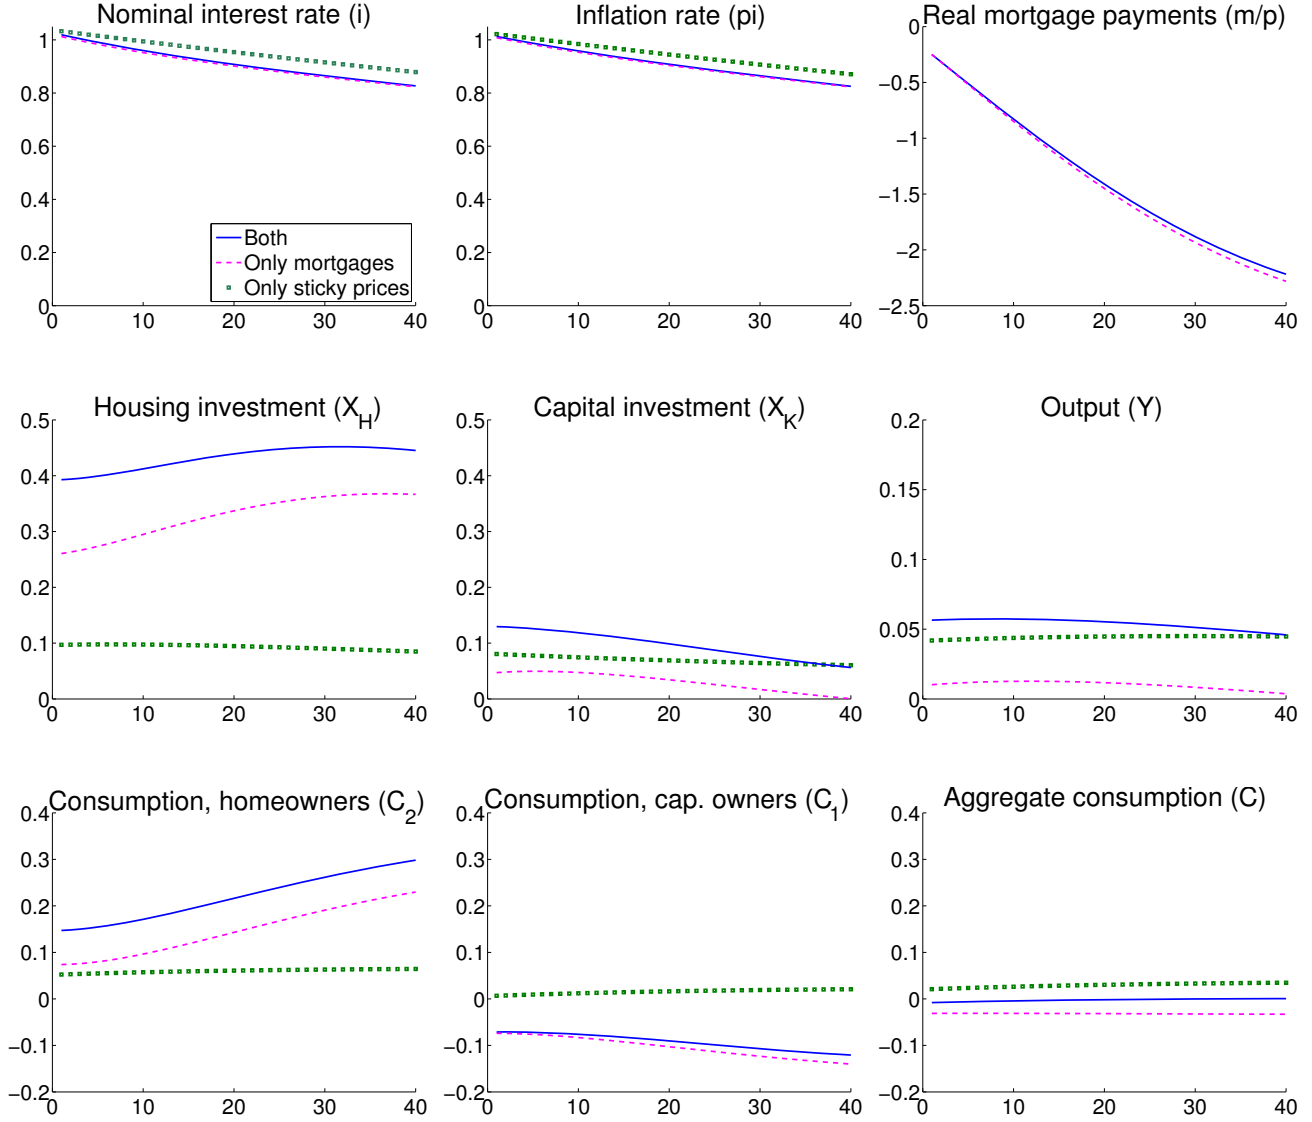 Nominal interest rate (i)
1
0.8
0.6
0.4
0.2
0
0 10 20 30 40
Both
Only mortgages
Only sticky prices
Inflation rate (pi)
1
0.8
0.6
0.4
0.2
0
0 10 20 30 40
Real mortgage payments (m/p)
0
−0.5
−1
−1.5
−2
−2.5
0 10 20 30 40
Housing investment (X_H)
0.5
0.4
0.3
0.2
0.1
0
0 10 20 30 40
Capital investment (X_K)
0.5
0.4
0.3
0.2
0.1
0
0 10 20 30 40
Output (Y)
0.2
0.15
0.1
0.05
0
0 10 20 30 40
Consumption, homeowners (C_2)
0.4
0.3
0.2
0.1
0
−0.1
−0.2
0 10 20 30 40
Consumption, cap. owners (C_1)
0.4
0.3
0.2
0.1
0
−0.1
−0.2
0 10 20 30 40
Aggregate consumption (C)
0.4
0.3
0.2
0.1
0
−0.1
−0.2
0 10 20 30 40